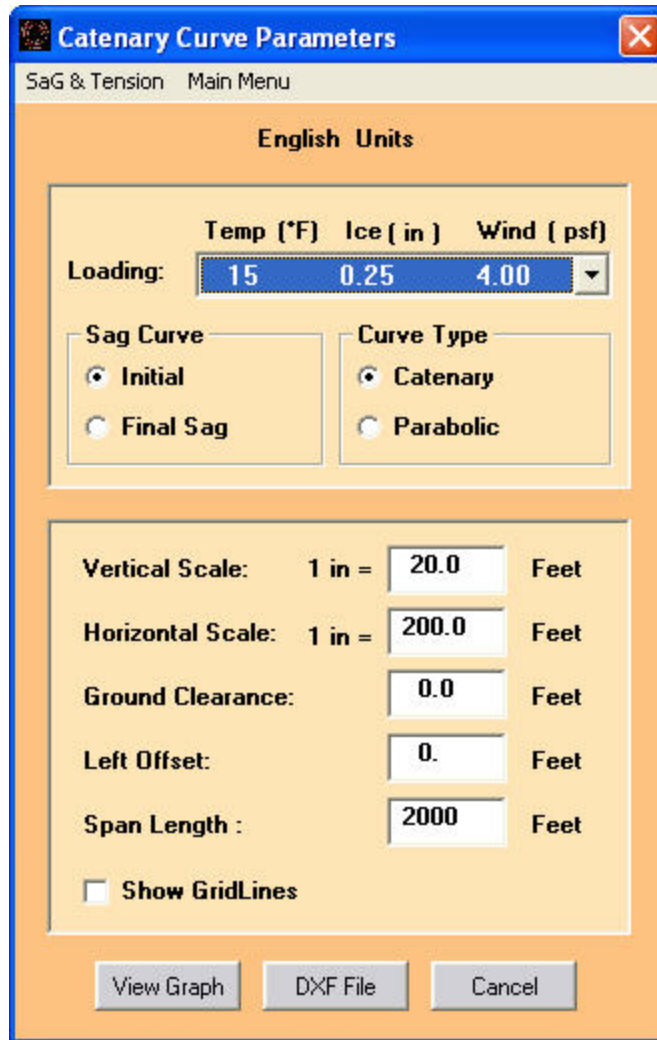 Catenary Curve Parameters
SaG & Tension Main Menu
English Units
Temp (°F) Ice ( in ) Wind ( psf)
Loading: 15 0.25 4.00
Sag Curve Curve Type
Initial Catenary
Final Sag Parabolic
Vertical Scale: 1 in = 20.0 Feet
Horizontal Scale: 1 in = 200.0 Feet
Ground Clearance: 0.0 Feet
Left Offset: 0. Feet
Span Length : 2000 Feet
Show GridLines
View Graph DXF File Cancel